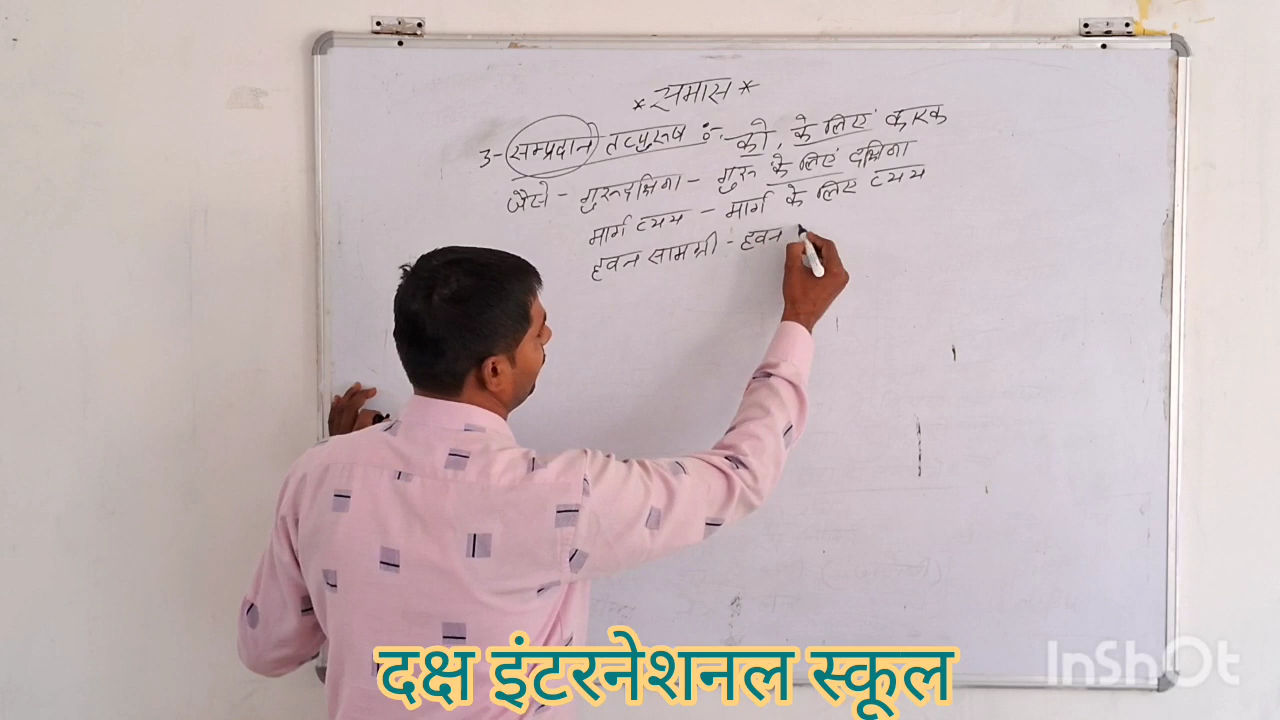 * समास *
3- सम्प्रदान तत्पुरूष :- को, के लिएं कारक
जैसे - गुरूदक्षिणा - गुरू के लिएं दक्षिणा
मार्ग व्यय - मार्ग के लिए व्यय
हवन सामग्री - हवन
दक्ष इंटरनेशनल स्कूल
InShOt